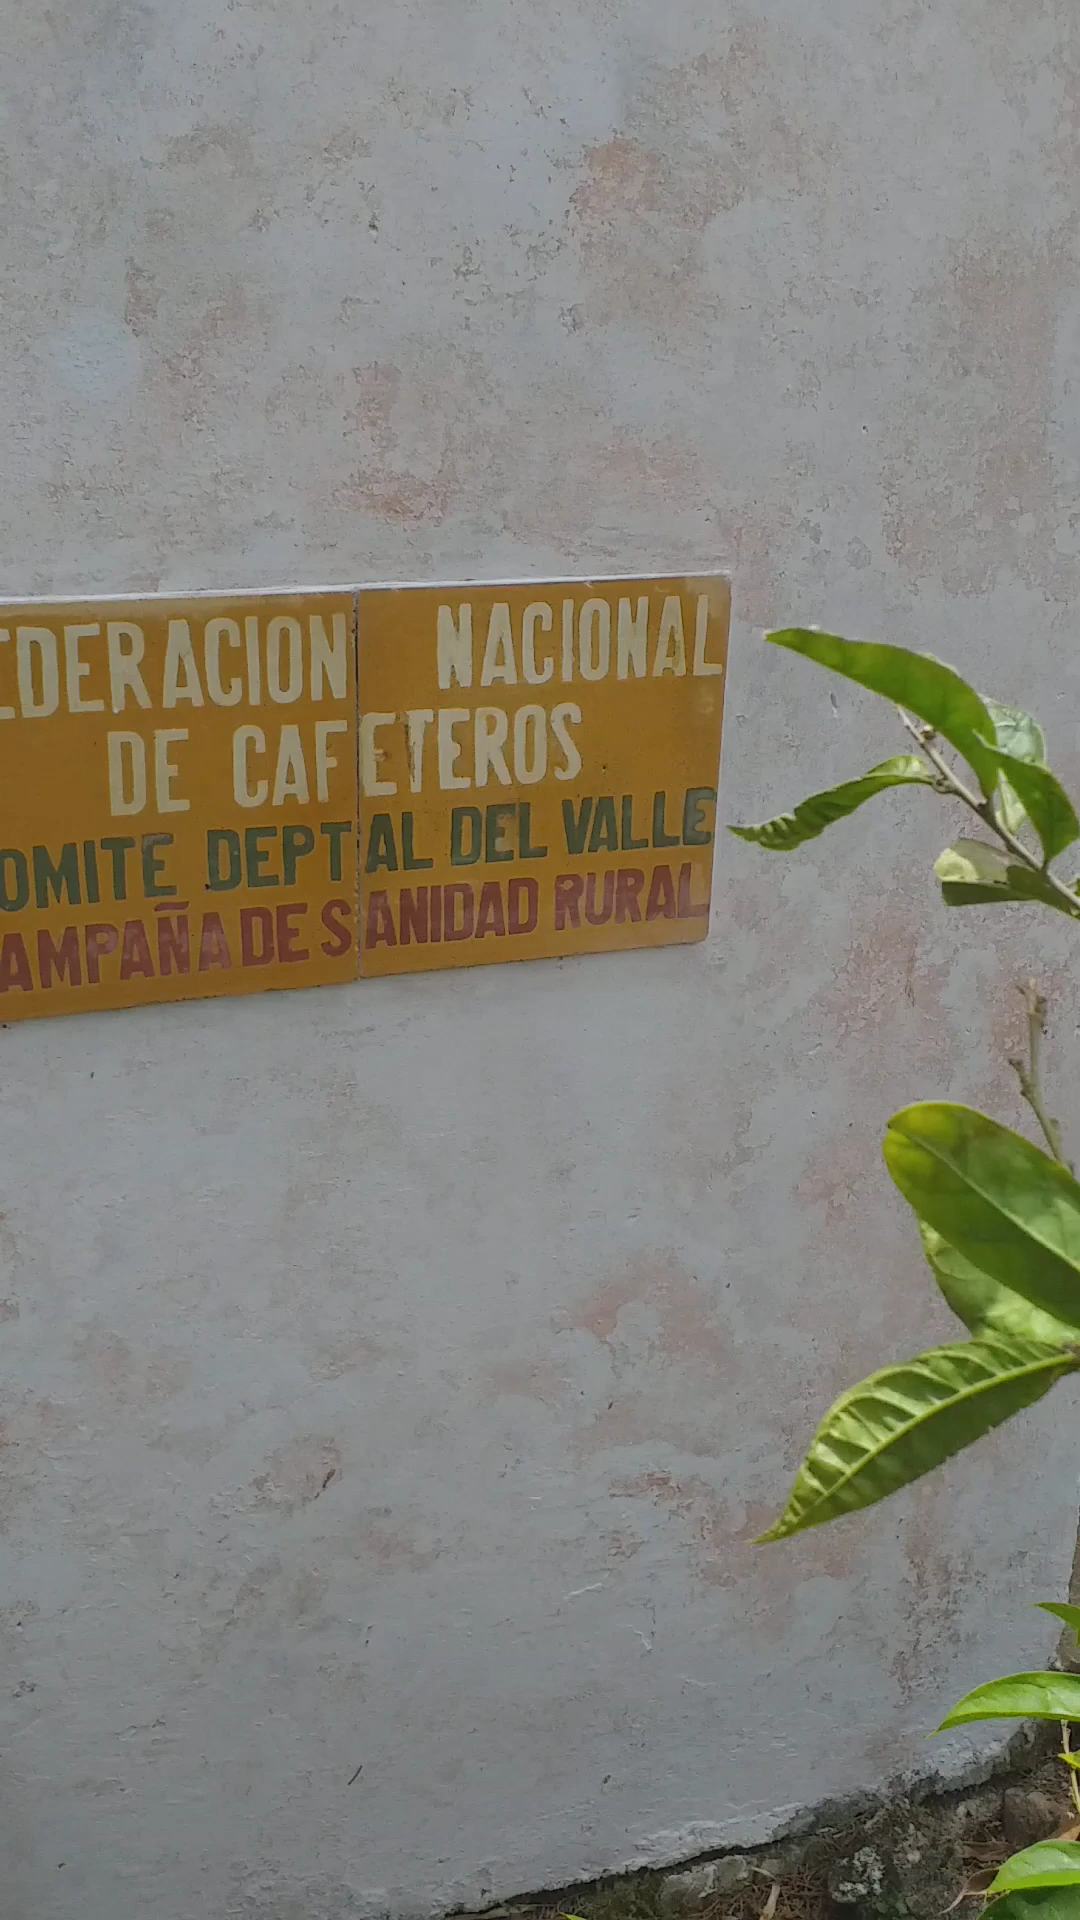 EDERACION NACIONAL
DE CAFETEROS
OMITE DEPTAL DEL VALLE
AMPAÑA DE SANIDAD RURAL